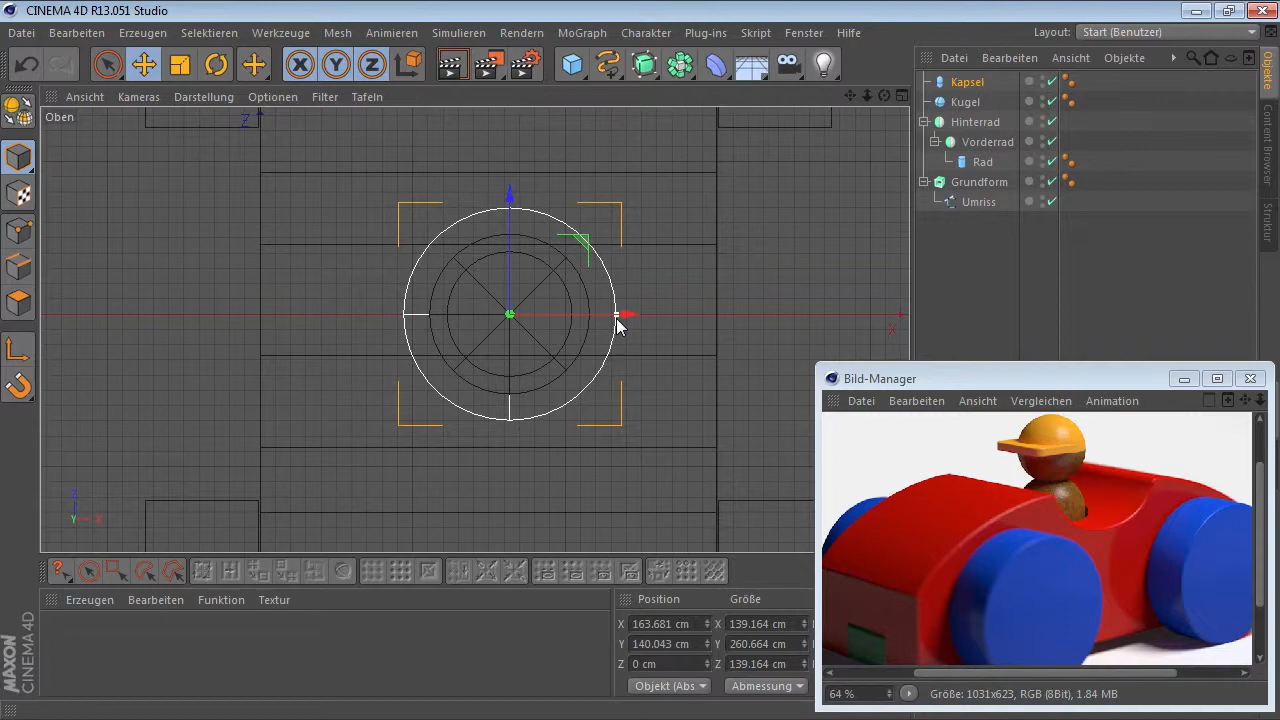 CINEMA 4D R13.051 Studio
Datei Bearbeiten Erzeugen Selektieren Werkzeuge Mesh Animieren Simulieren Rendern MoGraph Charakter Plug-ins Skript Fenster Hilfe Layout: Start (Benutzer)
X Y Z
Datei Bearbeiten Ansicht Objekte
Ansicht Kameras Darstellung Optionen Filter Tafeln
Oben
Z
X
Z
Y X
Kapsel
Kugel
Hinterrad
Vorderrad
Rad
Grundform
Umriss
Objekte
Content Browser
Struktur
Bild-Manager
Datei Bearbeiten Ansicht Vergleichen Animation
64 % Größe: 1031x623, RGB (8Bit), 1.84 MB
Erzeugen Bearbeiten Funktion Textur
Position Größe
X 163.681 cm X 139.164 cm
Y 140.043 cm Y 260.664 cm
Z 0 cm Z 139.164 cm
Objekt (Abs Abmessung
MAXON
CINEMA 4D